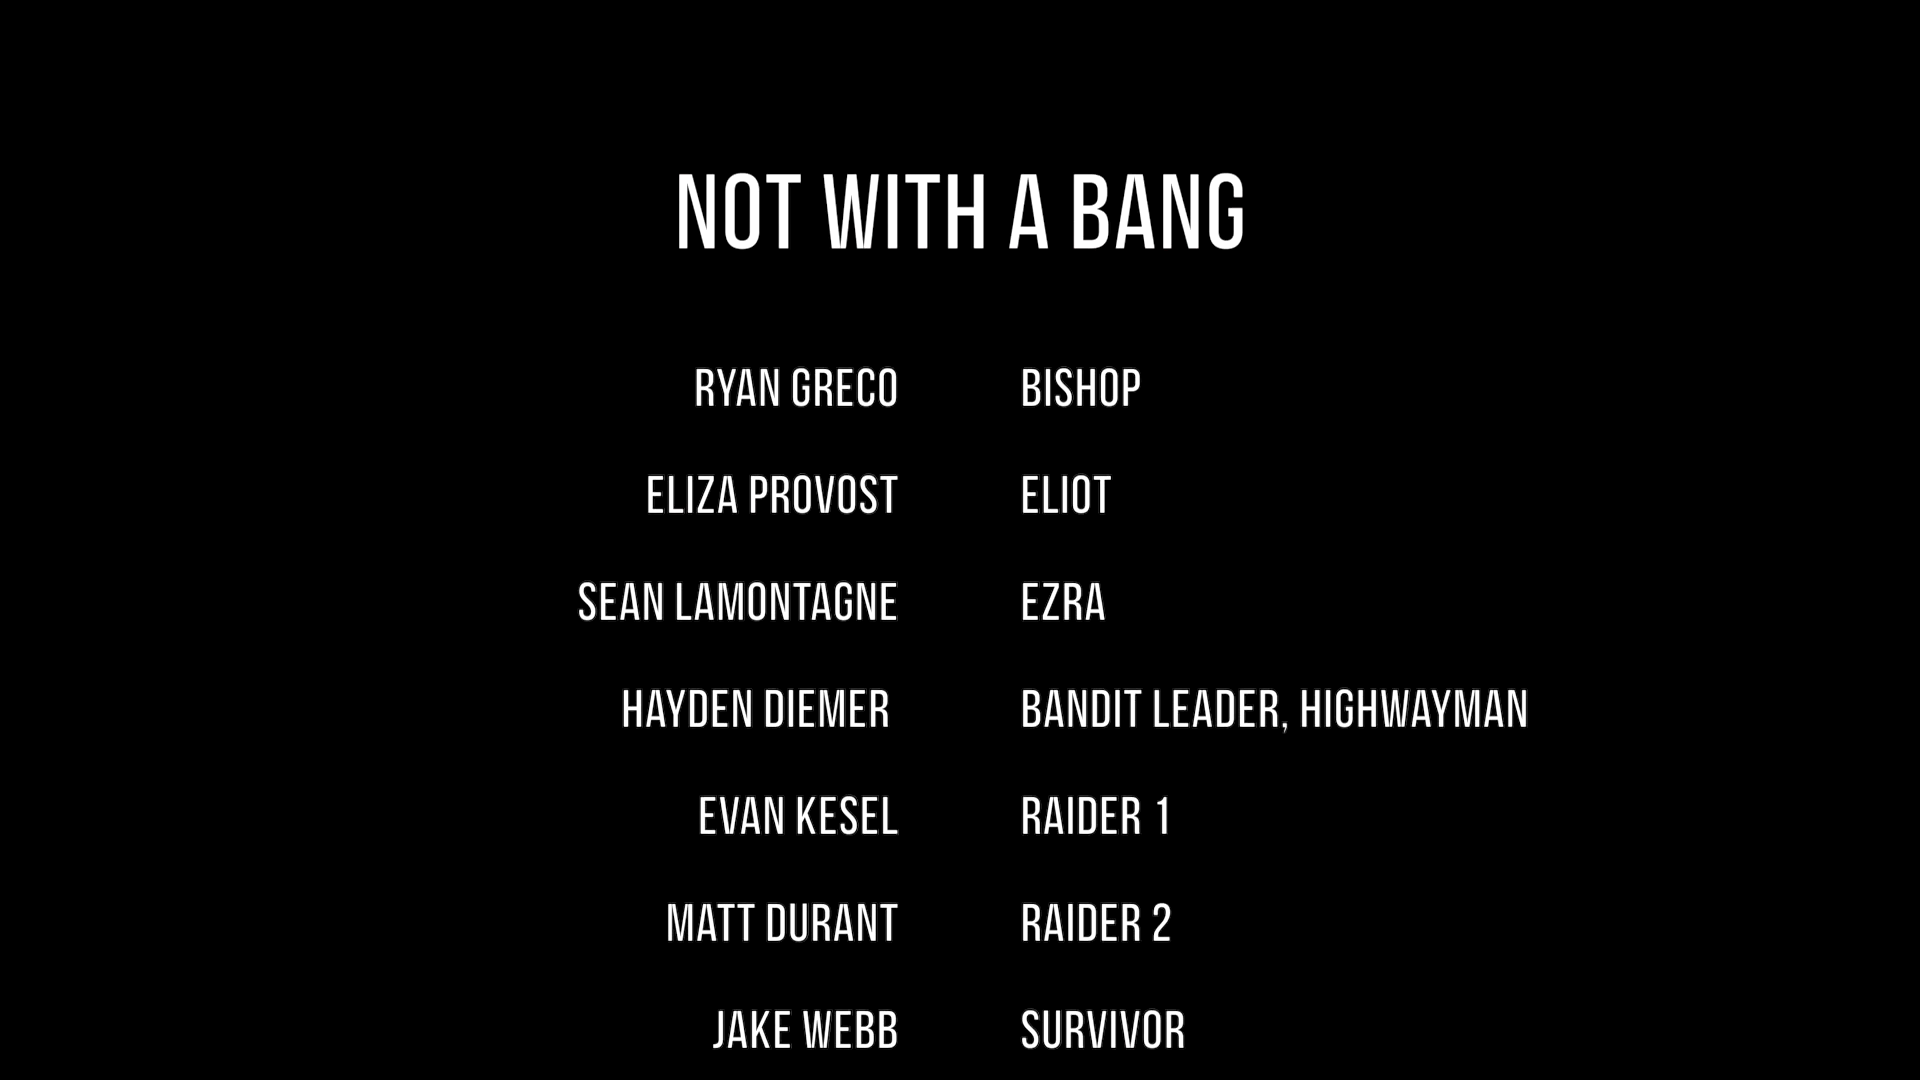 NOT WITH A BANG
RYAN GRECO BISHOP
ELIZA PROVOST ELIOT
SEAN LAMONTAGNE EZRA
HAYDEN DIEMER BANDIT LEADER, HIGHWAYMAN
EVAN KESEL RAIDER 1
MATT DURANT RAIDER 2
JAKE WEBB SURVIVOR